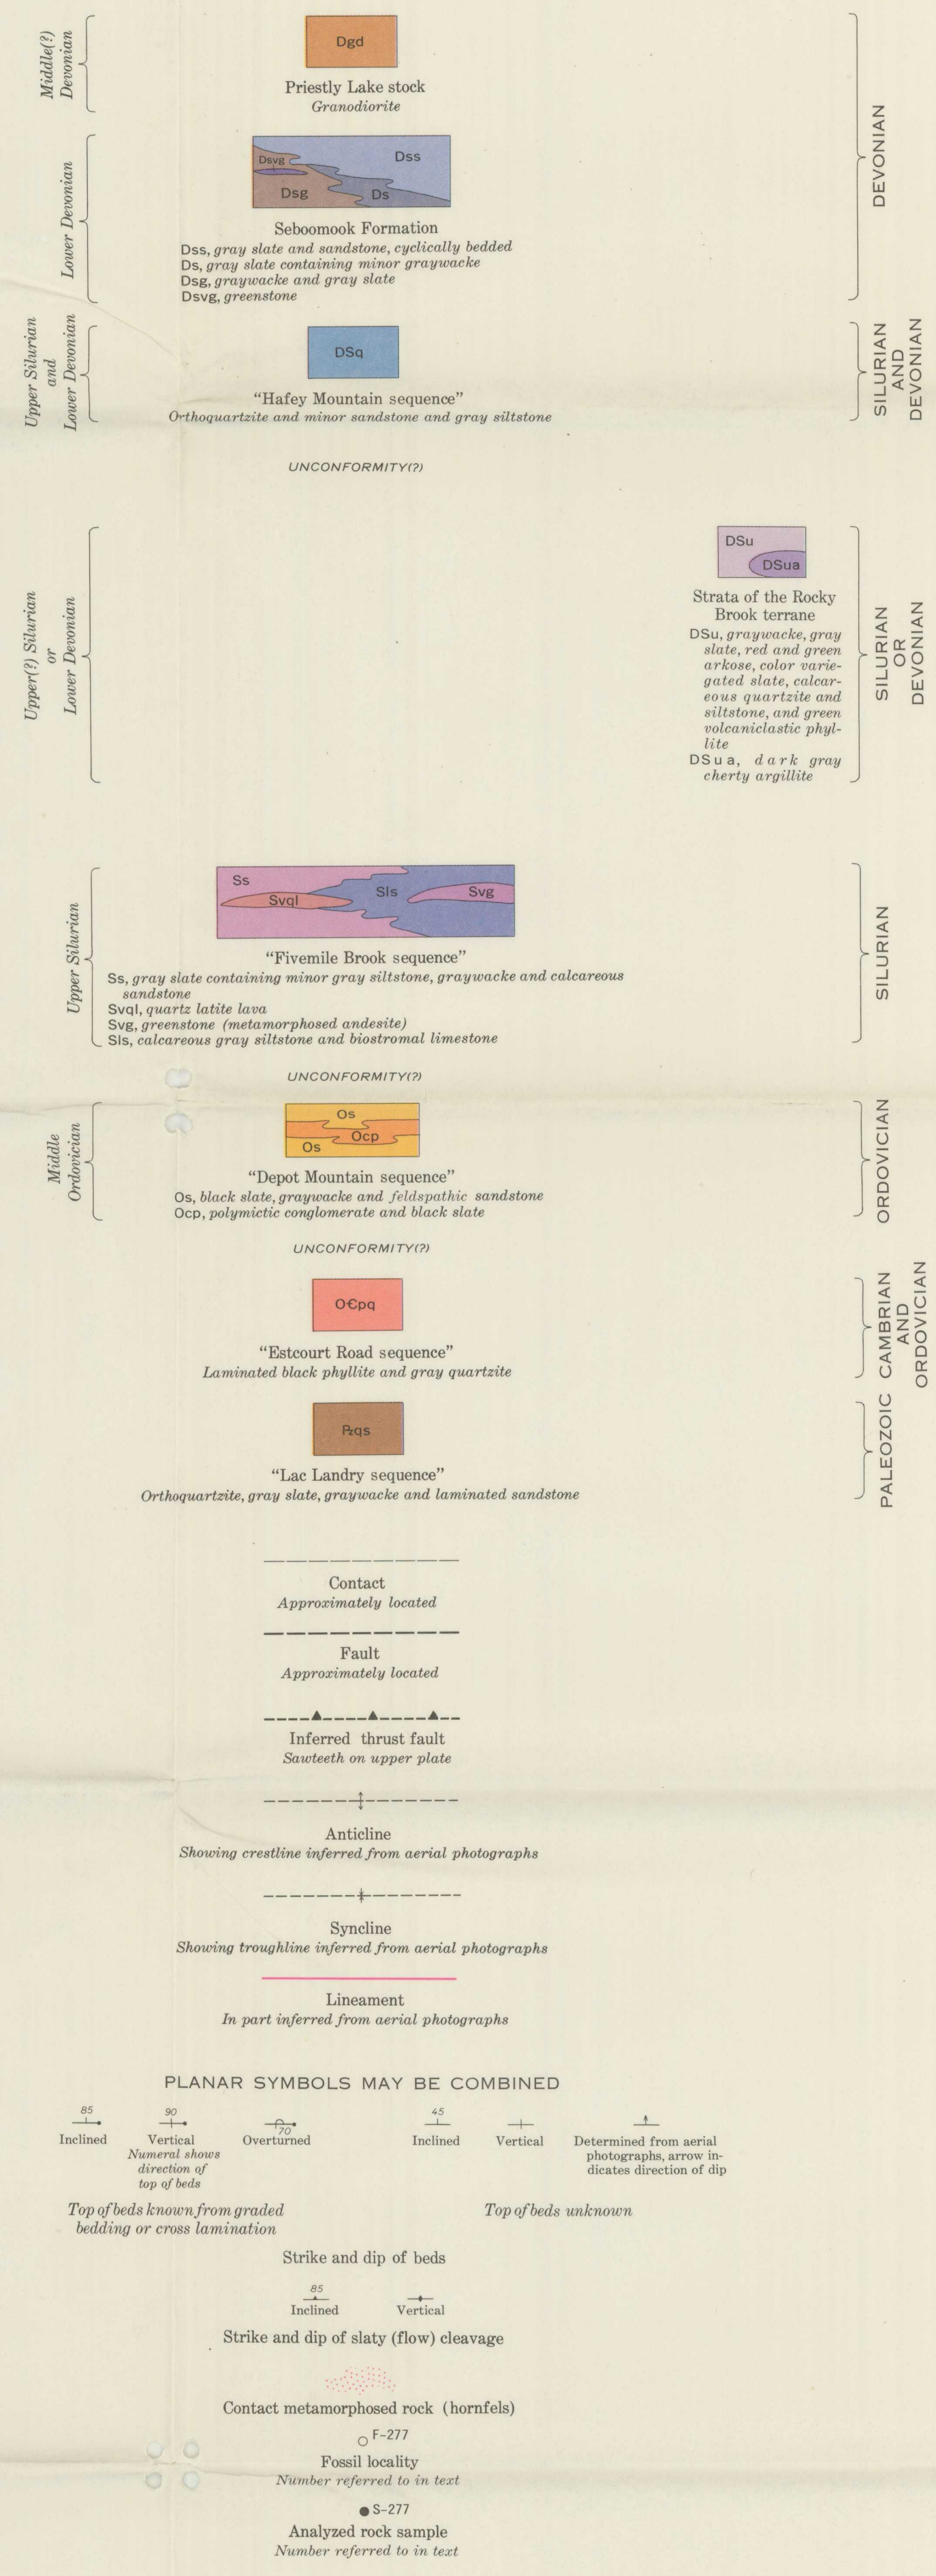 Middle(?)
Devonian
Dgd
Priestly Lake stock
Granodiorite
DEVONIAN
Lower Devonian
Dsvg
Dss
Dsg
Ds
Seboomook Formation
Dss, gray slate and sandstone, cyclically bedded
Ds, gray slate containing minor graywacke
Dsg, graywacke and gray slate
Dsvg, greenstone
Upper Silurian
and
Lower Devonian
DSq
"Hafey Mountain sequence"
Orthoquartzite and minor sandstone and gray siltstone
SILURIAN
AND
DEVONIAN
UNCONFORMITY(?)
Upper(?) Silurian
or
Lower Devonian
DSu
DSua
Strata of the Rocky
Brook terrane
DSu, graywacke, gray
slate, red and green
arkose, color varie-
gated slate, calcar-
eous quartzite and
siltstone, and green
volcaniclastic phyl-
lite
DSua, dark gray
cherty argillite
SILURIAN
OR
DEVONIAN
Upper Silurian
Ss
Svql
Sls
Svg
"Fivemile Brook sequence"
Ss, gray slate containing minor gray siltstone, graywacke and calcareous
sandstone
Svql, quartz latite lava
Svg, greenstone (metamorphosed andesite)
Sls, calcareous gray siltstone and biostromal limestone
SILURIAN
UNCONFORMITY(?)
Middle
Ordovician
Os
Ocp
Os
"Depot Mountain sequence"
Os, black slate, graywacke and feldspathic sandstone
Ocp, polymictic conglomerate and black slate
ORDOVICIAN
UNCONFORMITY(?)
O€pq
"Estcourt Road sequence"
Laminated black phyllite and gray quartzite
CAMBRIAN
AND
ORDOVICIAN
Pzqs
"Lac Landry sequence"
Orthoquartzite, gray slate, graywacke and laminated sandstone
PALEOZOIC
Contact
Approximately located
Fault
Approximately located
Inferred thrust fault
Sawteeth on upper plate
Anticline
Showing crestline inferred from aerial photographs
Syncline
Showing troughline inferred from aerial photographs
Lineament
In part inferred from aerial photographs
PLANAR SYMBOLS MAY BE COMBINED
85
Inclined
90
Vertical
Numeral shows
direction of
top of beds
70
Overturned
45
Inclined
Vertical
Determined from aerial
photographs, arrow in-
dicates direction of dip
Top of beds known from graded
bedding or cross lamination
Top of beds unknown
Strike and dip of beds
85
Inclined
Vertical
Strike and dip of slaty (flow) cleavage
Contact metamorphosed rock (hornfels)
F-277
Fossil locality
Number referred to in text
S-277
Analyzed rock sample
Number referred to in text